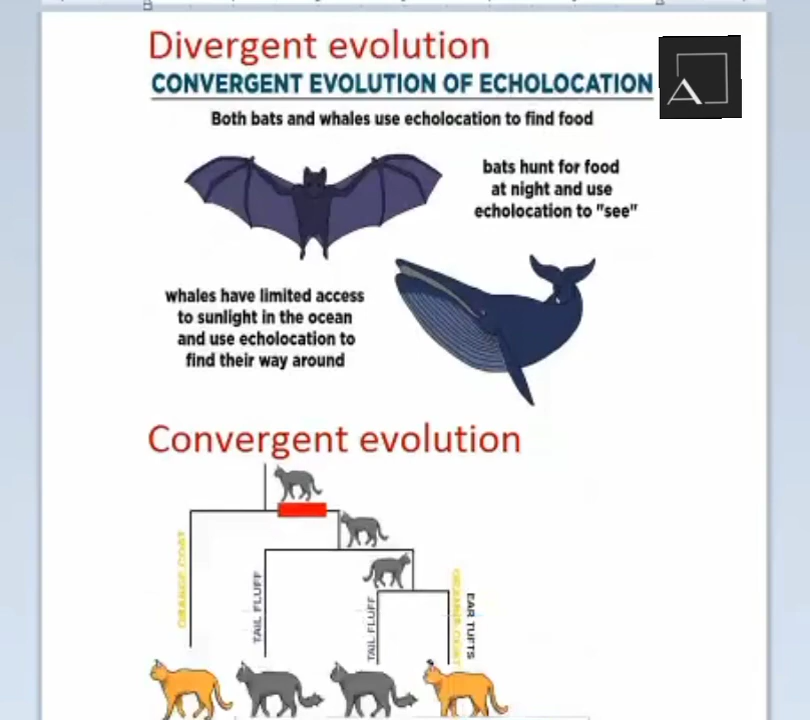 Divergent evolution
CONVERGENT EVOLUTION OF ECHOLOCATION
A
Both bats and whales use echolocation to find food
bats hunt for food
at night and use
echolocation to "see"
whales have limited access
to sunlight in the ocean
and use echolocation to
find their way around
Convergent evolution
ORANGE COAT
TAIL FLUFF
TAIL FLUFF
ORANGE COAT
EAR TUFTS